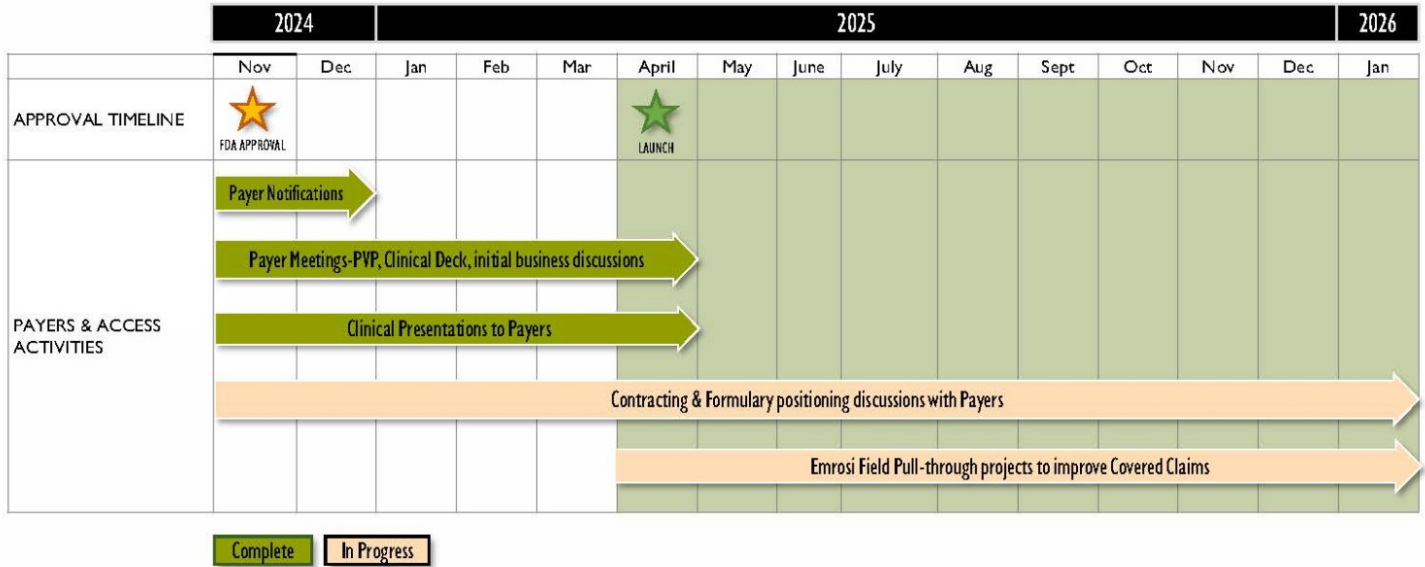 2024 2025 2026
Nov Dec Jan Feb Mar April May June July Aug Sept Oct Nov Dec Jan
APPROVAL TIMELINE
FDA APPROVAL LAUNCH
Payer Notifications
Payer Meetings-PVP, Clinical Deck, initial business discussions
PAYERS & ACCESS
ACTIVITIES
Clinical Presentations to Payers
Contracting & Formulary positioning discussions with Payers
Emrosi Field Pull-through projects to improve Covered Claims
Complete In Progress